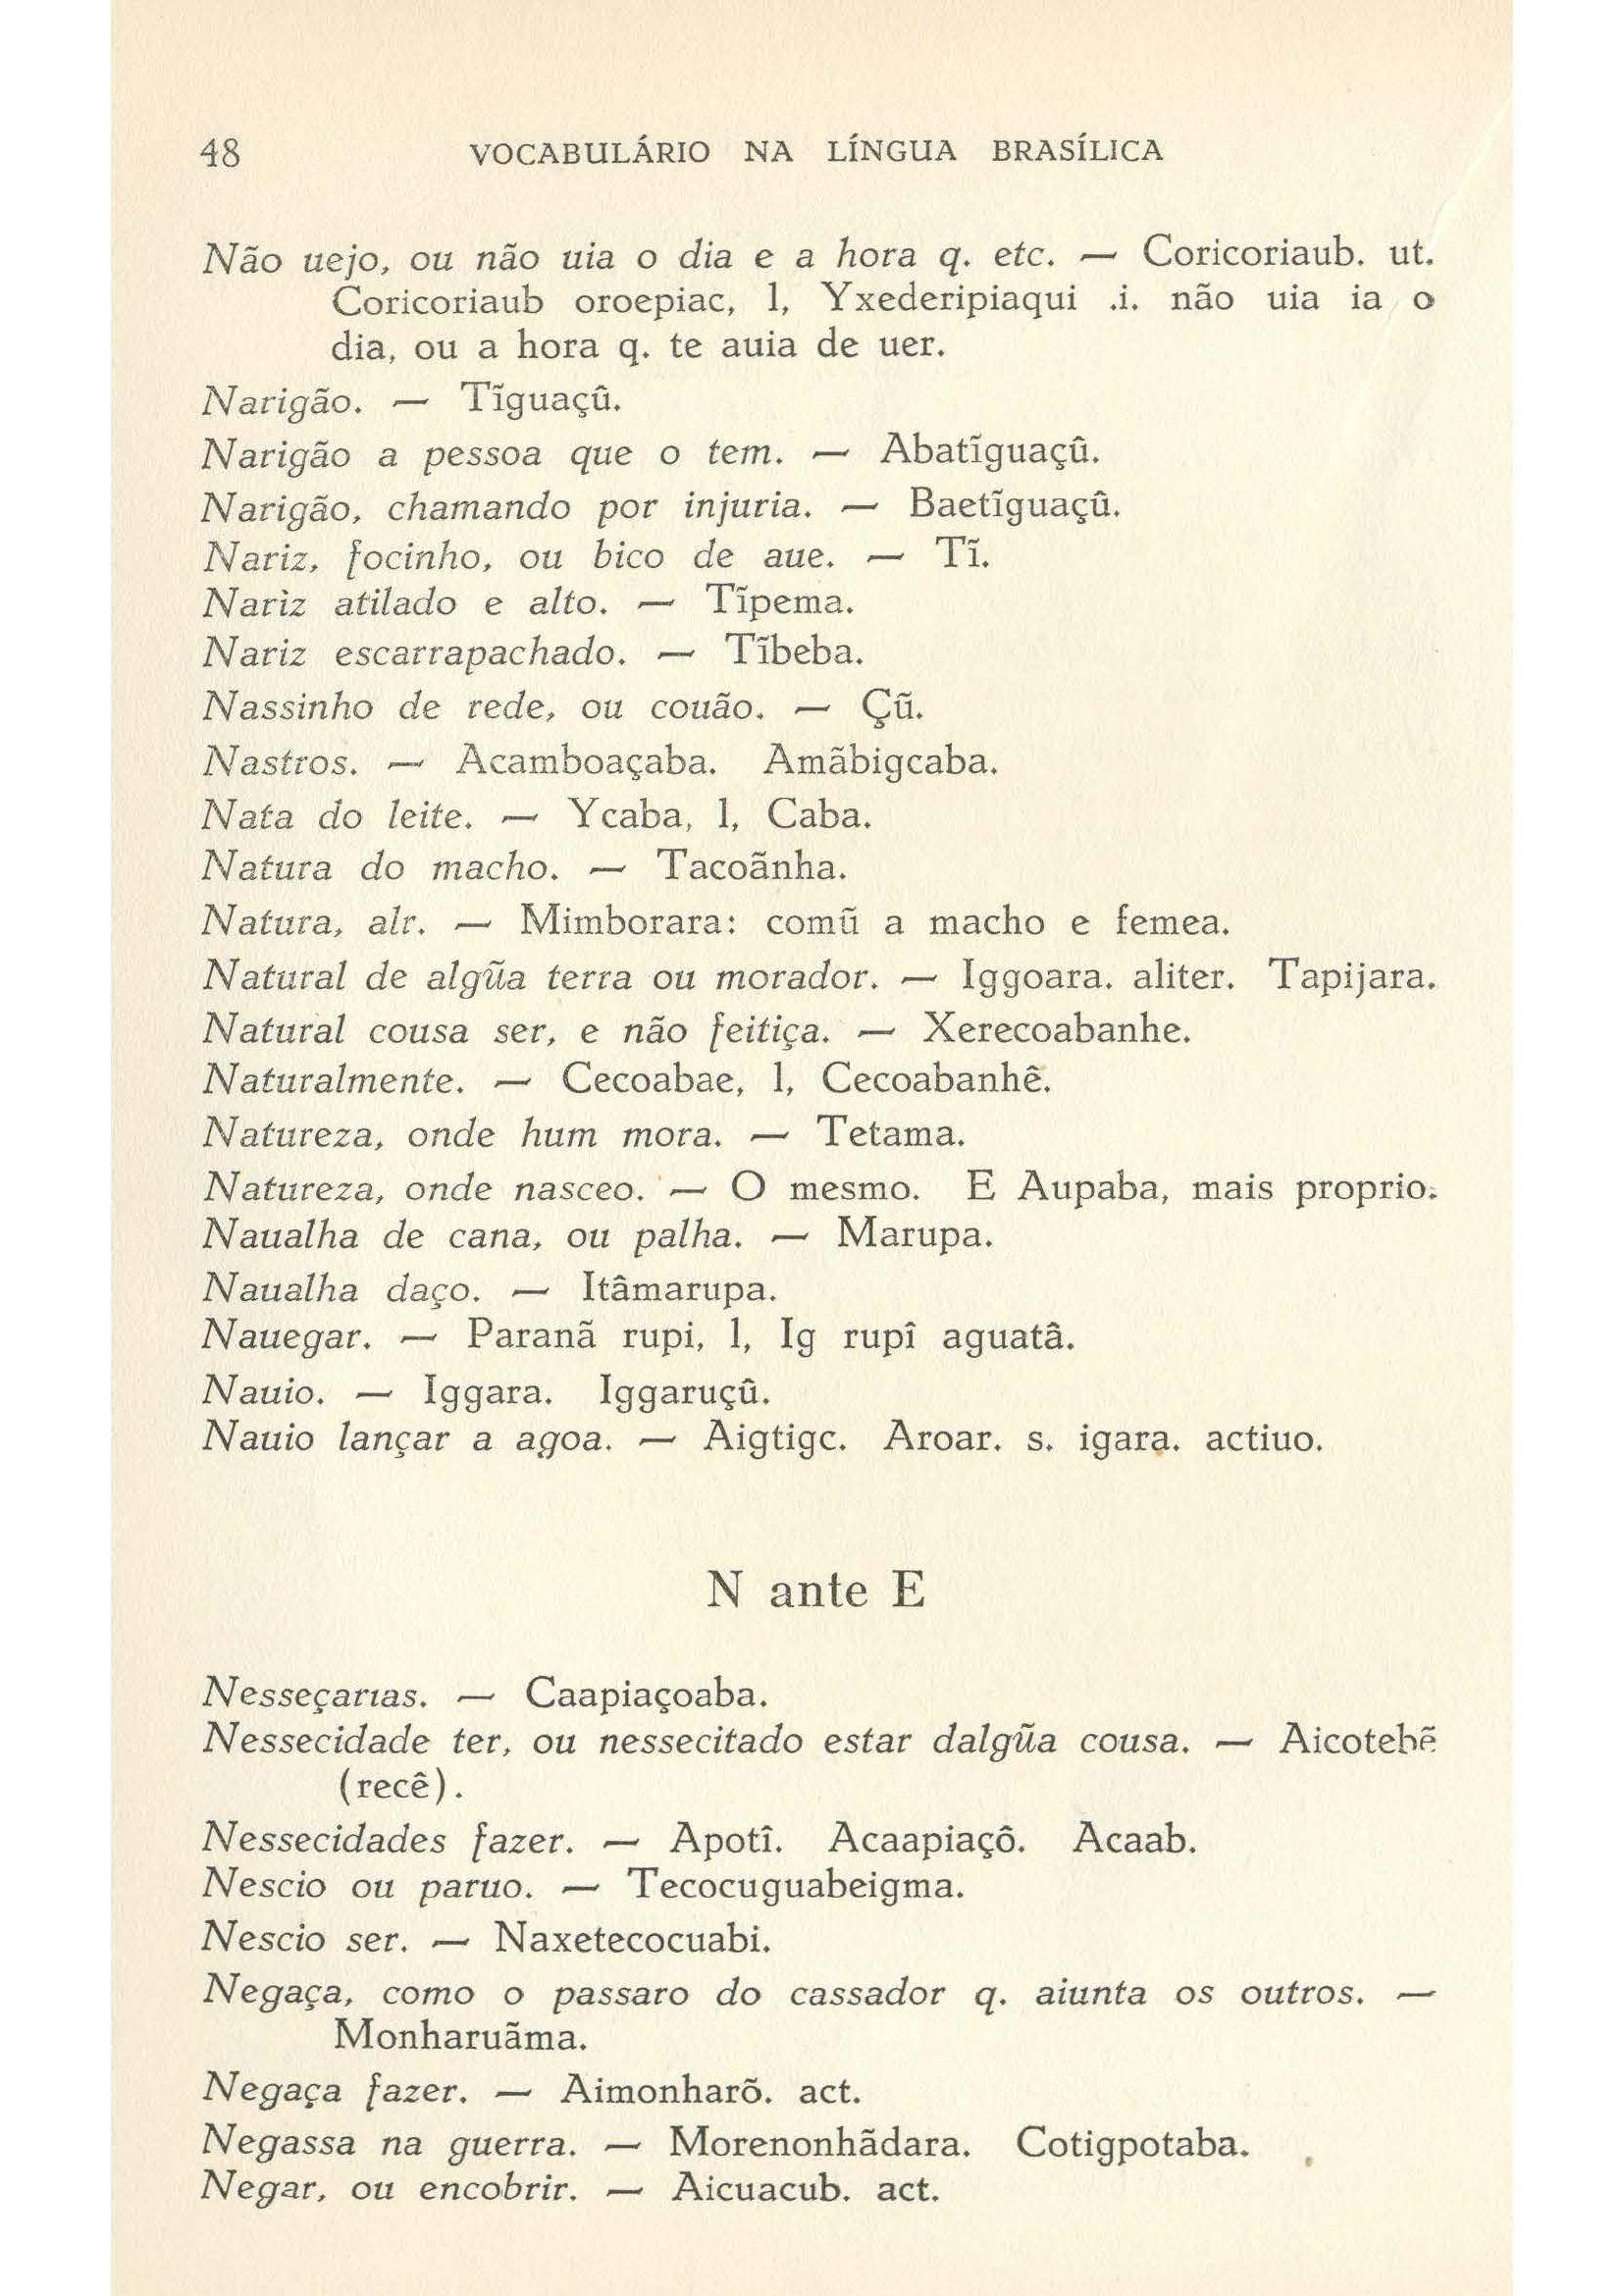 48 VOCABULÁRIO NA LÍNGUA BRASÍLICA
Não uejo, ou não uia o dia e a hora q. etc. — Coricoriaub. ut.
Coricoriaub oroepiac, l, Yxederipiaqui .i. não uia ia o
dia, ou a hora q. te auia de uer.
Narigão. — Tĩguaçû.
Narigão a pessoa que o tem. — Abatĩguaçû.
Narigão, chamando por injuria. — Baetĩguaçû.
Nariz, focinho, ou bico de aue. — Tĩ.
Nariz atilado e alto. — Tĩpema.
Nariz escarrapachado. — Tĩbeba.
Nassinho de rede, ou couão. — Çũ.
Nastros. — Acamboaçaba. Amãbigcaba.
Nata do leite. — Ycaba, l, Caba.
Natura do macho. — Tacoãnha.
Natura, alr. — Mimborara: comũ a macho e femea.
Natural de algũa terra ou morador. — Iggoara. aliter. Tapijara.
Natural cousa ser, e não feitiça. — Xerecoabanhe.
Naturalmente. — Cecoabae, l, Cecoabanhê.
Natureza, onde hum mora. — Tetama.
Natureza, onde nasceo. — O mesmo. E Aupaba, mais proprio.
Naualha de cana, ou palha. — Marupa.
Naualha daço. — Itâmarupa.
Nauegar. — Paranã rupi, l, Ig rupî aguatâ.
Nauio. — Iggara. Iggaruçû.
Nauio lançar a agoa. — Aigtigc. Aroar. s. igara. actiuo.
N ante E
Nesseçarias. — Caapiaçoaba.
Nessecidade ter, ou nessecitado estar dalgũa cousa. — Aicotebẽ
(recê).
Nessecidades fazer. — Apotî. Acaapiaçô. Acaab.
Nescio ou paruo. — Tecocuguabeigma.
Nescio ser. — Naxetecocuabi.
Negaça, como o passaro do cassador q. aiunta os outros. —
Monharuãma.
Negaça fazer. — Aimonharõ. act.
Negassa na guerra. — Morenonhãdara. Cotigpotaba.
Negar, ou encobrir. — Aicuacub. act.